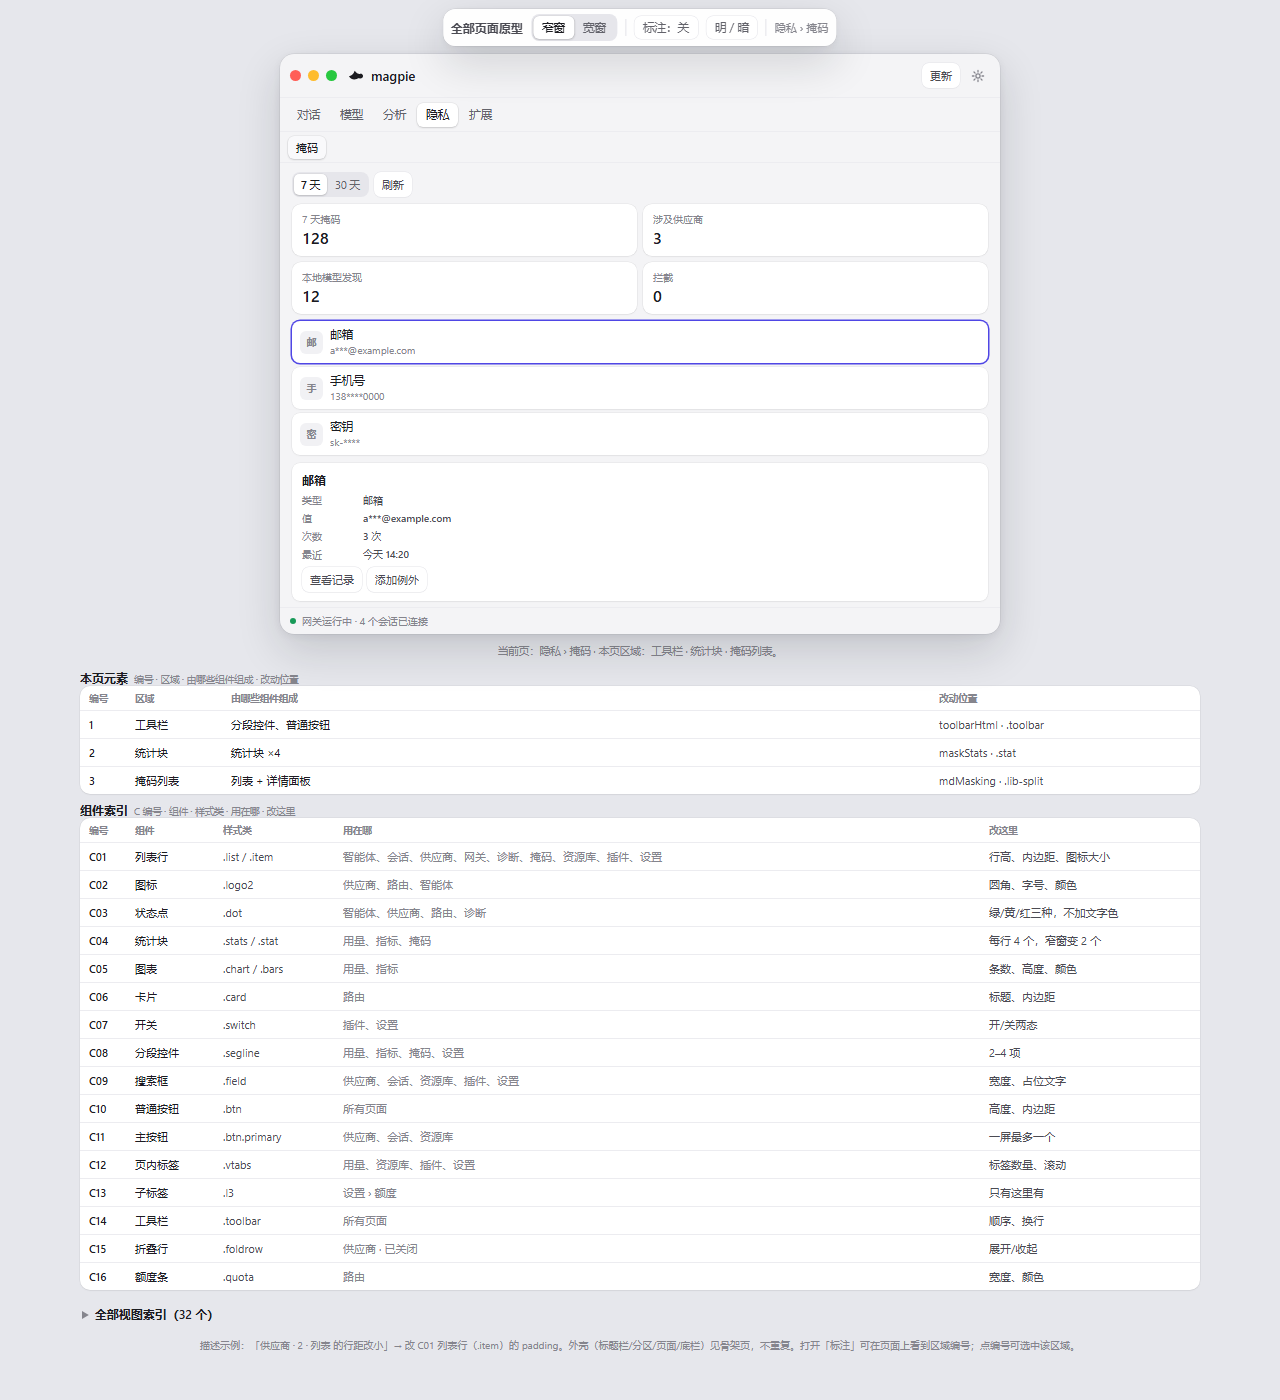 全部页面原型 窄窗 宽窗 标注：关 明 / 暗 隐私 › 掩码
magpie 更新
对话 模型 分析 隐私 扩展
掩码
7 天 30 天 刷新
7 天掩码 涉及供应商
128 3
本地模型发现 拦截
12 0
邮 邮箱
a***@example.com
手 手机号
138****0000
密 密钥
sk-****
邮箱
类型 邮箱
值 a***@example.com
次数 3 次
最近 今天 14:20
查看记录 添加例外
网关运行中 · 4 个会话已连接
当前页：隐私 › 掩码 · 本页区域：工具栏 · 统计块 · 掩码列表。
本页元素 编号 · 区域 · 由哪些组件组成 · 改动位置
编号 区域 由哪些组件组成 改动位置
1 工具栏 分段控件、普通按钮 toolbarHtml · .toolbar
2 统计块 统计块 ×4 maskStats · .stat
3 掩码列表 列表 + 详情面板 mdMasking · .lib-split
组件索引 C 编号 · 组件 · 样式类 · 用在哪 · 改这里
编号 组件 样式类 用在哪 改这里
C01 列表行 .list / .item 智能体、会话、供应商、网关、诊断、掩码、资源库、插件、设置 行高、内边距、图标大小
C02 图标 .logo2 供应商、路由、智能体 圆角、字号、颜色
C03 状态点 .dot 智能体、供应商、路由、诊断 绿/黄/红三种，不加文字色
C04 统计块 .stats / .stat 用量、指标、掩码 每行 4 个，窄窗变 2 个
C05 图表 .chart / .bars 用量、指标 条数、高度、颜色
C06 卡片 .card 路由 标题、内边距
C07 开关 .switch 插件、设置 开/关两态
C08 分段控件 .segline 用量、指标、掩码、设置 2–4 项
C09 搜索框 .field 供应商、会话、资源库、插件、设置 宽度、占位文字
C10 普通按钮 .btn 所有页面 高度、内边距
C11 主按钮 .btn.primary 供应商、会话、资源库 一屏最多一个
C12 页内标签 .vtabs 用量、资源库、插件、设置 标签数量、滚动
C13 子标签 .l3 设置 › 额度 只有这里有
C14 工具栏 .toolbar 所有页面 顺序、换行
C15 折叠行 .foldrow 供应商 · 已关闭 展开/收起
C16 额度条 .quota 路由 宽度、颜色
全部视图索引（32 个）
描述示例：「供应商 · 2 · 列表 的行距改小」→ 改 C01 列表行（.item）的 padding。外壳（标题栏/分区/页面/底栏）见骨架页，不重复。打开「标注」可在页面上看到区域编号；点编号可选中该区域。